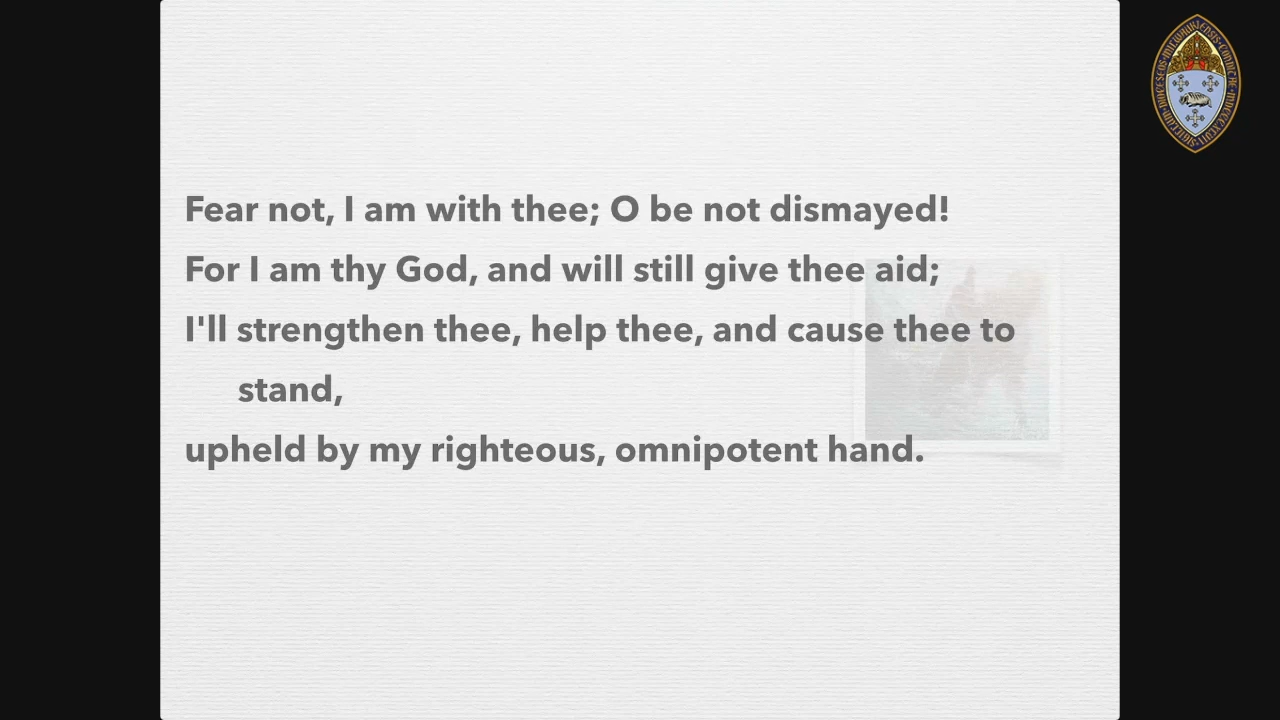 Fear not, I am with thee; O be not dismayed!
For I am thy God, and will still give thee aid;
I'll strengthen thee, help thee, and cause thee to
stand,
upheld by my righteous, omnipotent hand.